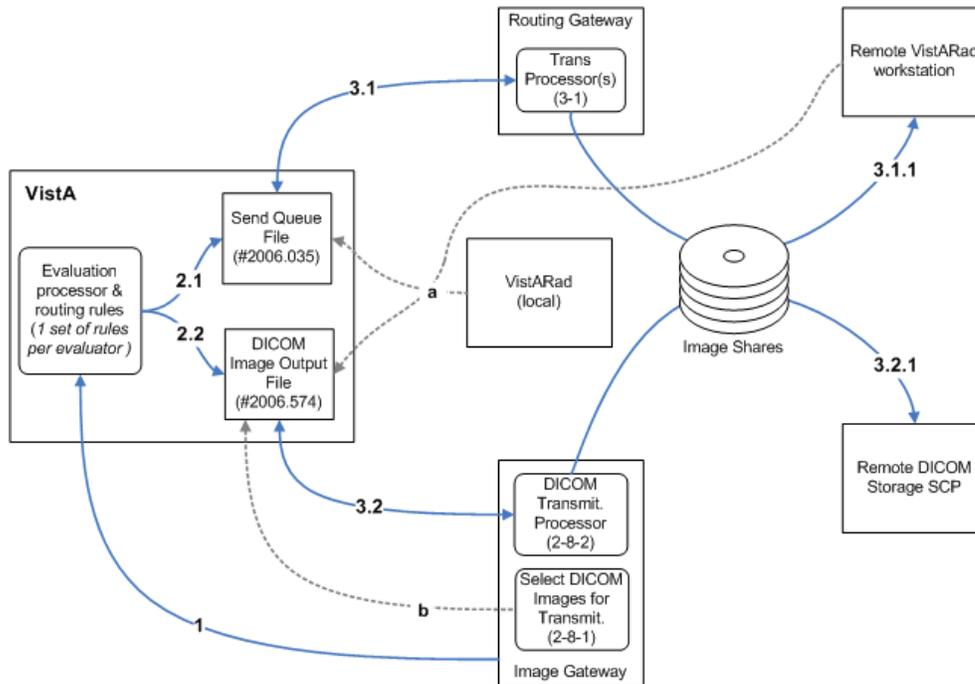 Routing Gateway
Trans
Processor(s)
(3-1)
Remote VistARad
workstation
3.1
3.1.1
VistA
Send Queue
File
(#2006.035)
Evaluation
processor &
routing rules
(1 set of rules
per evaluator )
2.1
2.2
a
VistARad
(local)
DICOM
Image Output
File
(#2006.574)
Image Shares
3.2.1
3.2
DICOM
Transmit.
Processor
(2-8-2)
Remote DICOM
Storage SCP
Select DICOM
Images for
Transmit.
(2-8-1)
b
1
Image Gateway